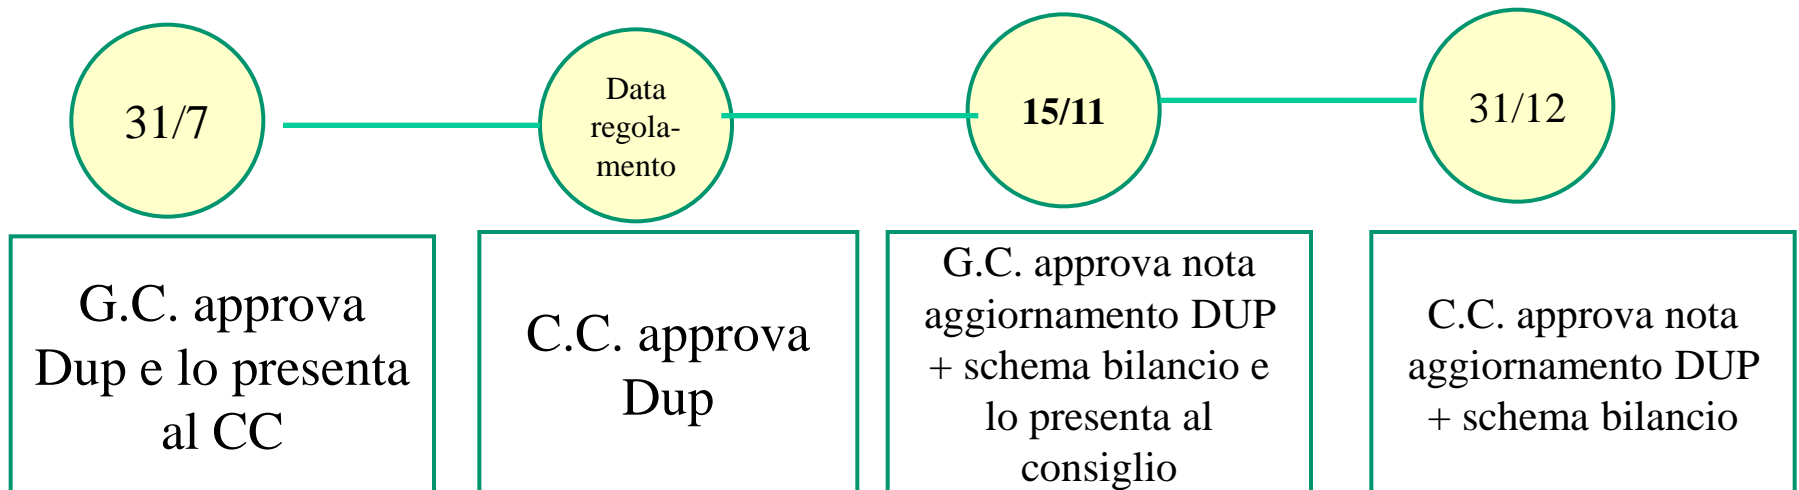 31/7
Data
regola-
mento
15/11
31/12
G.C. approva
Dup e lo presenta
al CC
C.C. approva
Dup
G.C. approva nota
aggiornamento DUP
+ schema bilancio e
lo presenta al
consiglio
C.C. approva nota
aggiornamento DUP
+ schema bilancio